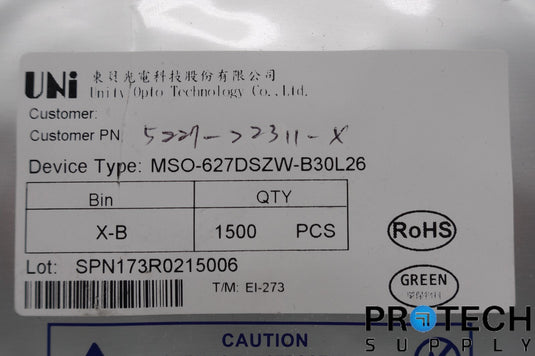 UNi 東貝光電科技股份有限公司
Unity Opto Technology Co.,Ltd.
Customer:
Customer PN
Device Type: MSO-627DSZW-B30L26
Bin QTY
X-B 1500 PCS
RoHS
Lot: SPN173R0215006
T/M: EI-273
GREEN
CAUTION
PROTECH
SUPPLY